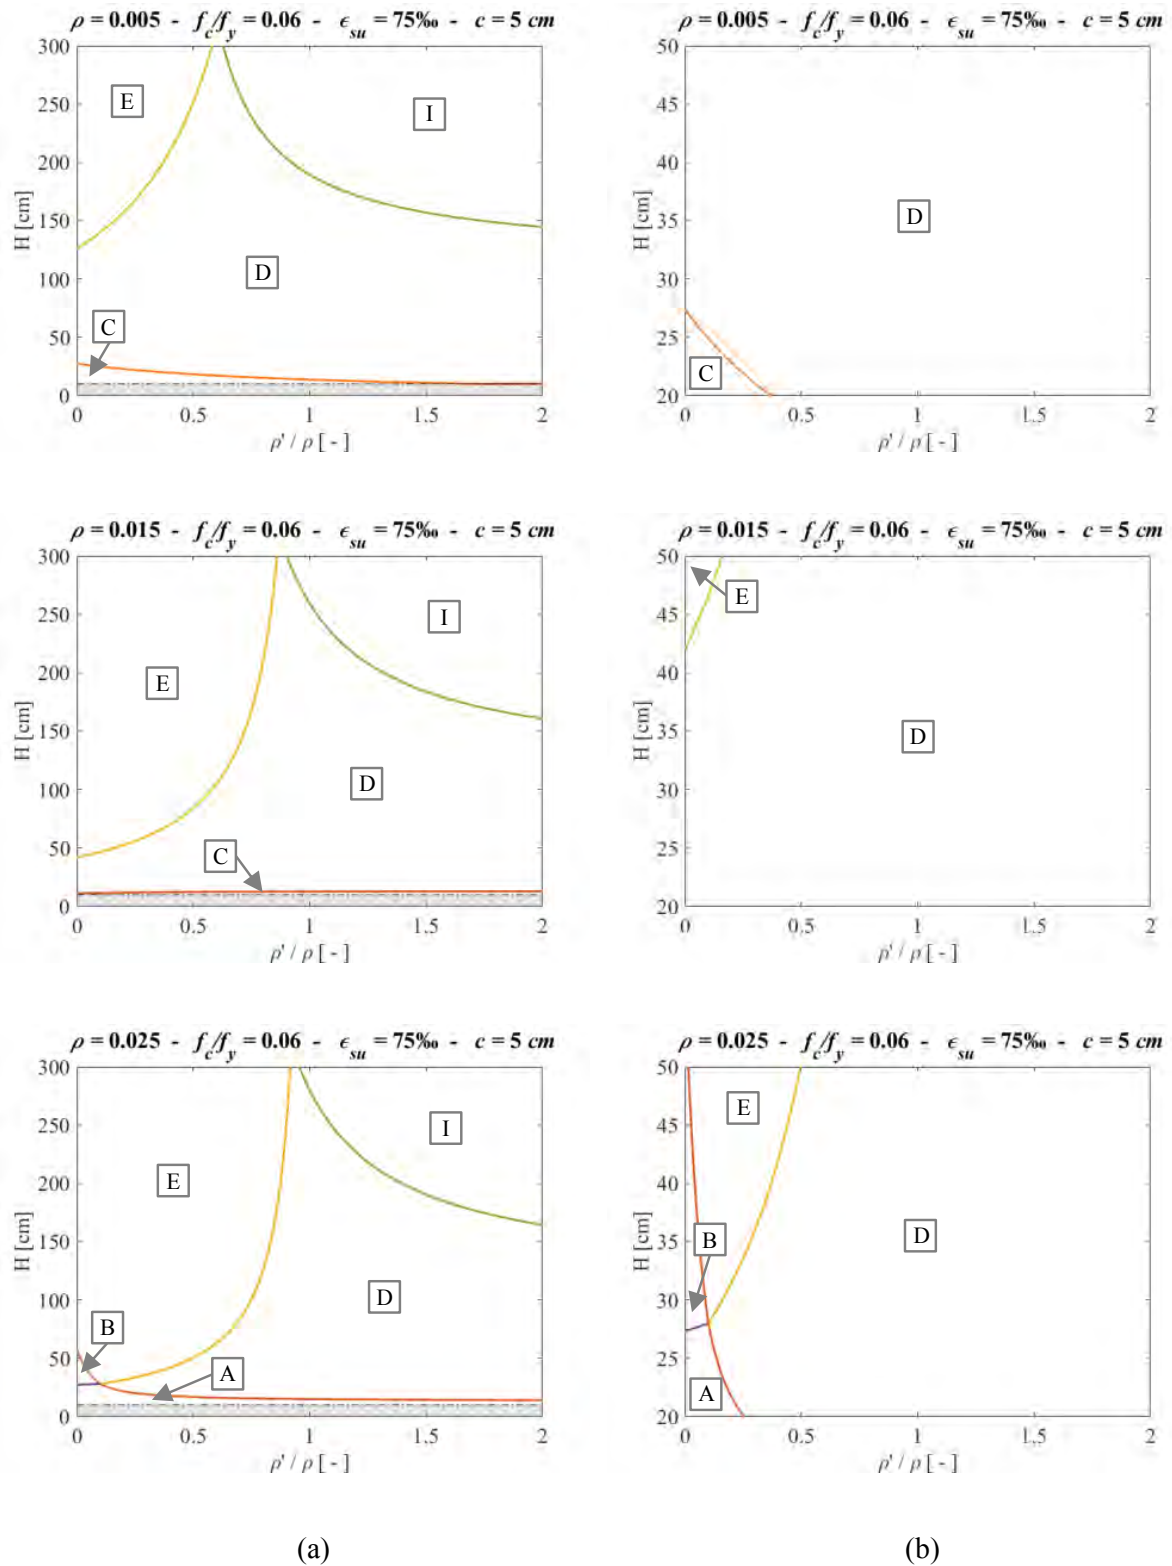 ρ = 0.005 - f_c/f_y = 0.06 - ϵ_su = 75‰ - c = 5 cm
300
250
200
150
100
50
0
H [cm]
E
I
D
C
0 0.5 1 1.5 2
ρ' / ρ [ - ]
ρ = 0.005 - f_c/f_y = 0.06 - ϵ_su = 75‰ - c = 5 cm
50
45
40
35
30
25
20
H [cm]
D
C
0 0.5 1 1.5 2
ρ' / ρ [ - ]
ρ = 0.015 - f_c/f_y = 0.06 - ϵ_su = 75‰ - c = 5 cm
300
250
200
150
100
50
0
H [cm]
I
E
D
C
0 0.5 1 1.5 2
ρ' / ρ [ - ]
ρ = 0.015 - f_c/f_y = 0.06 - ϵ_su = 75‰ - c = 5 cm
50
45
40
35
30
25
20
H [cm]
E
D
0 0.5 1 1.5 2
ρ' / ρ [ - ]
ρ = 0.025 - f_c/f_y = 0.06 - ϵ_su = 75‰ - c = 5 cm
300
250
200
150
100
50
0
H [cm]
I
E
D
B
A
0 0.5 1 1.5 2
ρ' / ρ [ - ]
ρ = 0.025 - f_c/f_y = 0.06 - ϵ_su = 75‰ - c = 5 cm
50
45
40
35
30
25
20
H [cm]
E
D
B
A
0 0.5 1 1.5 2
ρ' / ρ [ - ]
(a)
(b)